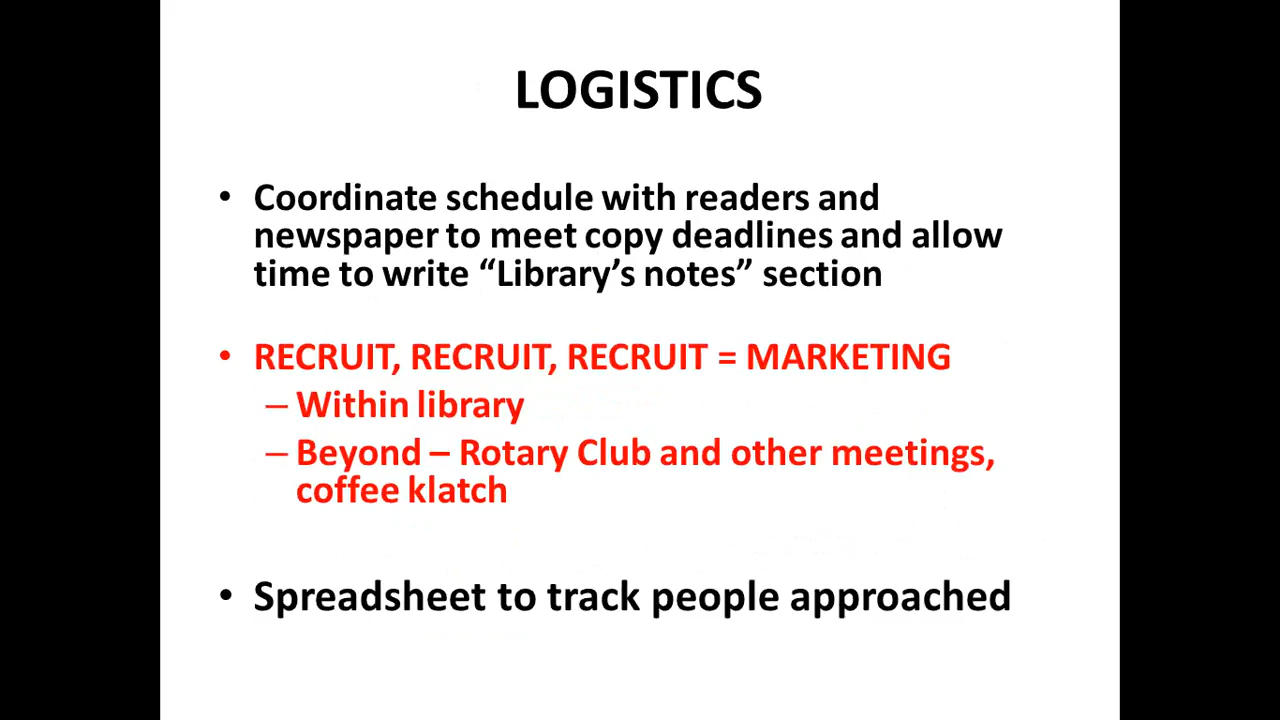 LOGISTICS
• Coordinate schedule with readers and
newspaper to meet copy deadlines and allow
time to write “Library’s notes” section
• RECRUIT, RECRUIT, RECRUIT = MARKETING
– Within library
– Beyond – Rotary Club and other meetings,
coffee klatch
• Spreadsheet to track people approached